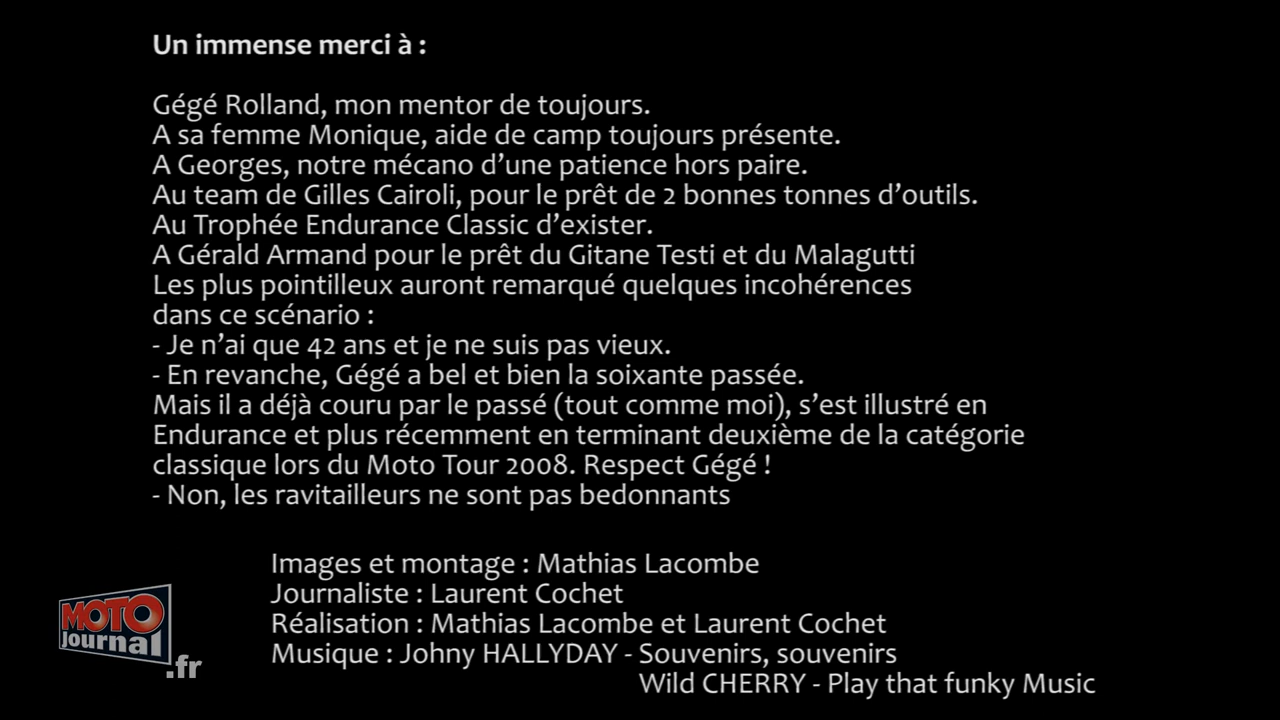 Un immense merci à :
Gégé Rolland, mon mentor de toujours.
A sa femme Monique, aide de camp toujours présente.
A Georges, notre mécano d’une patience hors paire.
Au team de Gilles Cairoli, pour le prêt de 2 bonnes tonnes d’outils.
Au Trophée Endurance Classic d’exister.
A Gérald Armand pour le prêt du Gitane Testi et du Malagutti
Les plus pointilleux auront remarqué quelques incohérences
dans ce scénario :
- Je n’ai que 42 ans et je ne suis pas vieux.
- En revanche, Gégé a bel et bien la soixante passée.
Mais il a déjà couru par le passé (tout comme moi), s’est illustré en
Endurance et plus récemment en terminant deuxième de la catégorie
classique lors du Moto Tour 2008. Respect Gégé !
- Non, les ravitailleurs ne sont pas bedonnants
Images et montage : Mathias Lacombe
Journaliste : Laurent Cochet
Réalisation : Mathias Lacombe et Laurent Cochet
Musique : Johny HALLYDAY - Souvenirs, souvenirs
Wild CHERRY - Play that funky Music
MOTO
journal
.fr